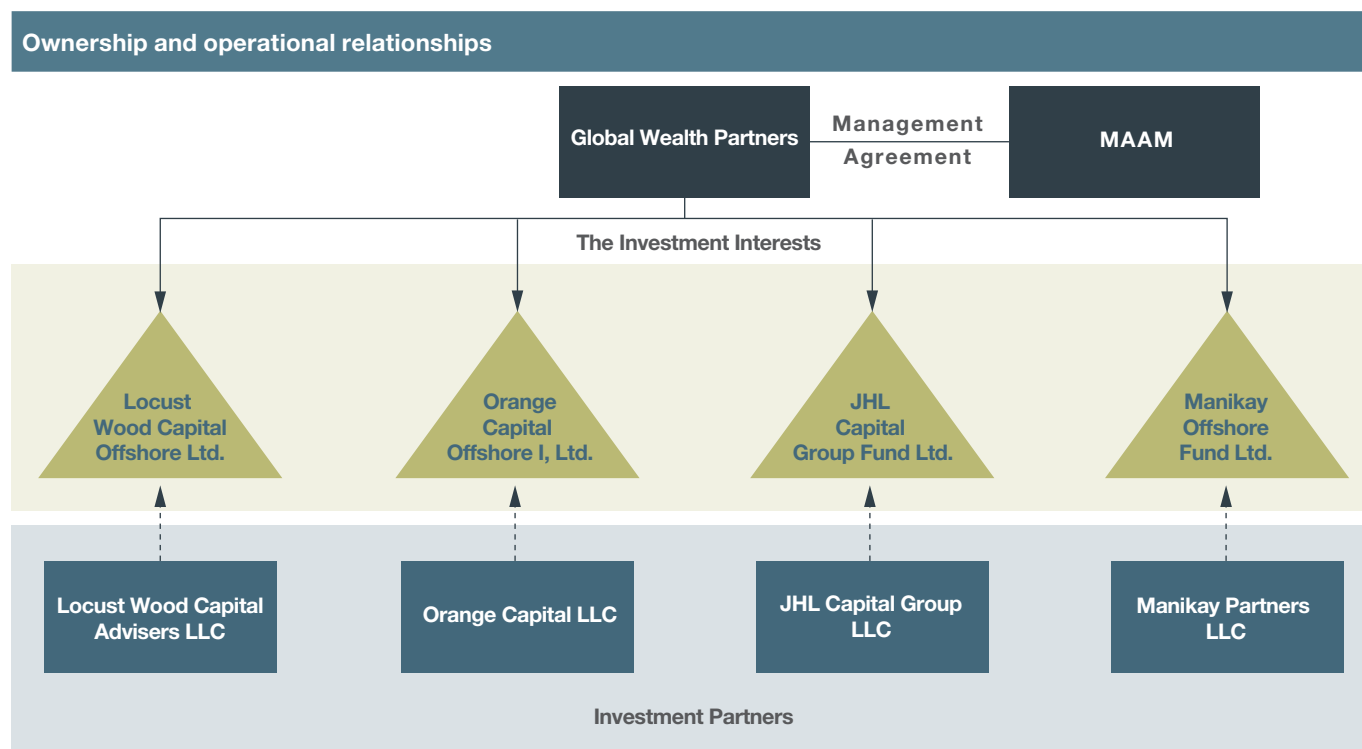 Ownership and operational relationships
Global Wealth Partners
Management
Agreement
MAAM
The Investment Interests
Locust
Wood Capital
Offshore Ltd.
Orange
Capital
Offshore I, Ltd.
JHL
Capital
Group Fund Ltd.
Manikay
Offshore
Fund Ltd.
Locust Wood Capital
Advisers LLC
Orange Capital LLC
JHL Capital Group
LLC
Manikay Partners
LLC
Investment Partners